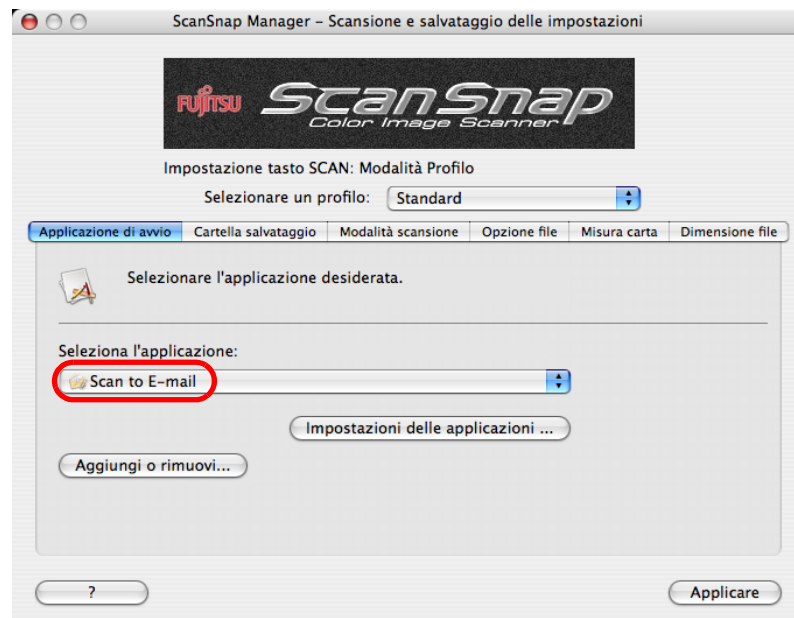 ScanSnap Manager – Scansione e salvataggio delle impostazioni
FUJITSU ScanSnap
Color Image Scanner
Impostazione tasto SCAN: Modalità Profilo
Selezionare un profilo: Standard
Applicazione di avvio Cartella salvataggio Modalità scansione Opzione file Misura carta Dimensione file
Selezionare l'applicazione desiderata.
Seleziona l'applicazione:
Scan to E-mail
Impostazioni delle applicazioni ...
Aggiungi o rimuovi...
? Applicare